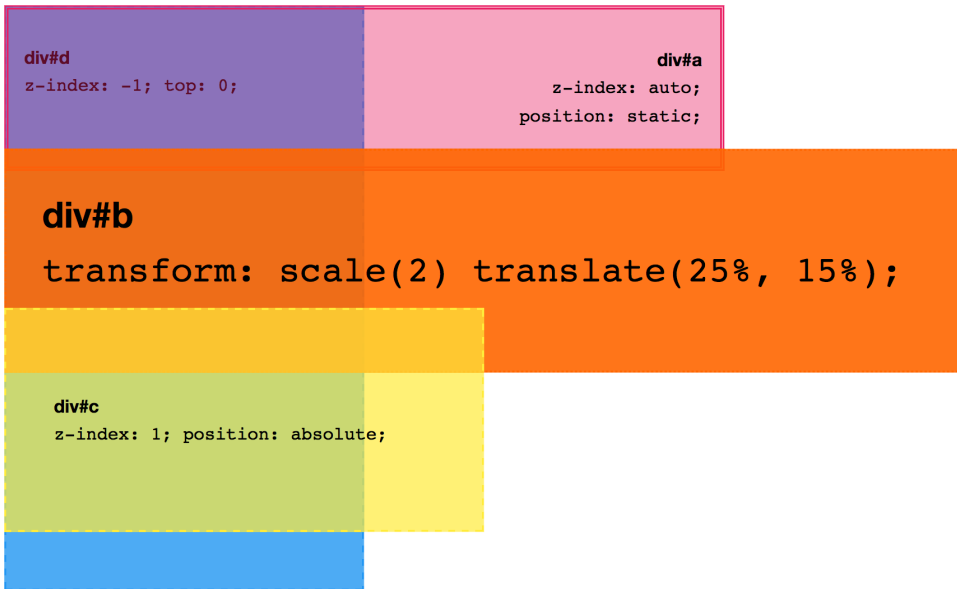 div#d
z-index: -1; top: 0;
div#a
z-index: auto;
position: static;
div#b
transform: scale(2) translate(25%, 15%);
div#c
z-index: 1; position: absolute;